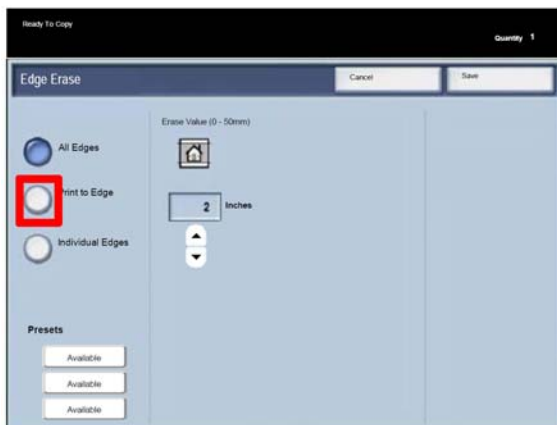 Ready To Copy
Quantity 1
Edge Erase
Cancel
Save
Erase Value (0 - 50mm)
All Edges
Print to Edge
2 Inches
Individual Edges
Presets
Available
Available
Available